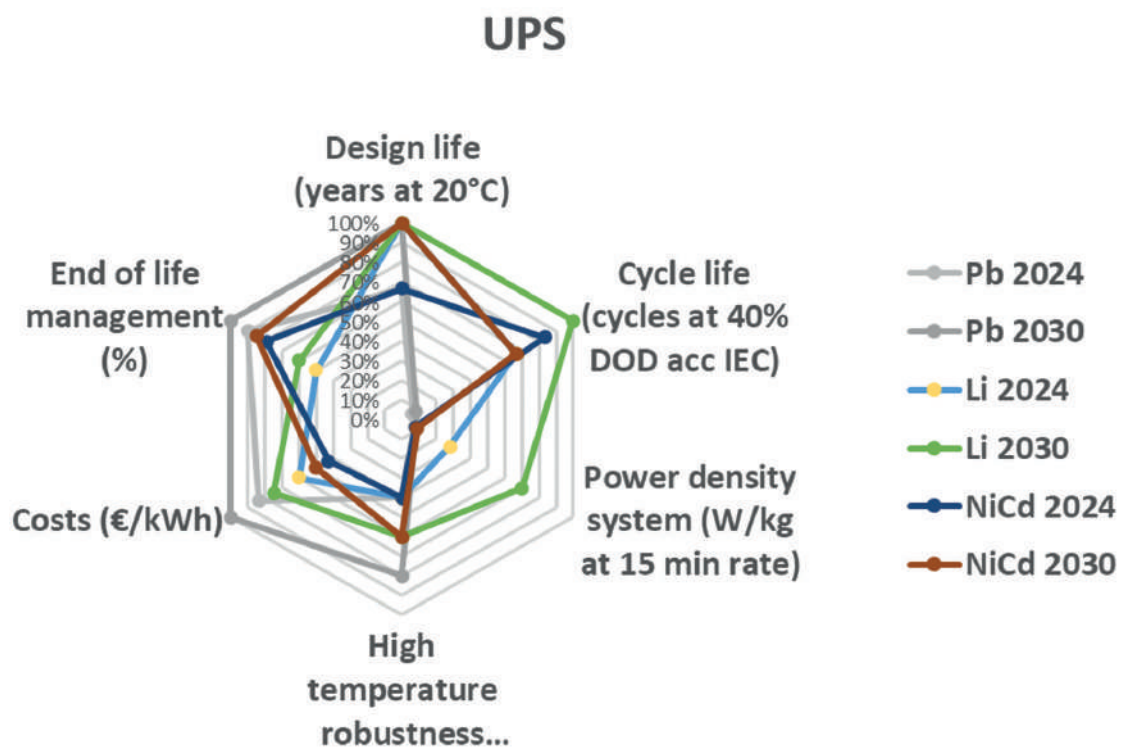 UPS
Design life
(years at 20°C)
100%
90%
80%
70%
60%
50%
40%
30%
20%
10%
0%
End of life
management
(%)
Cycle life
(cycles at 40%
DOD acc IEC)
Costs (€/kWh)
Power density
system (W/kg
at 15 min rate)
High
temperature
robustness...
Pb 2024
Pb 2030
Li 2024
Li 2030
NiCd 2024
NiCd 2030